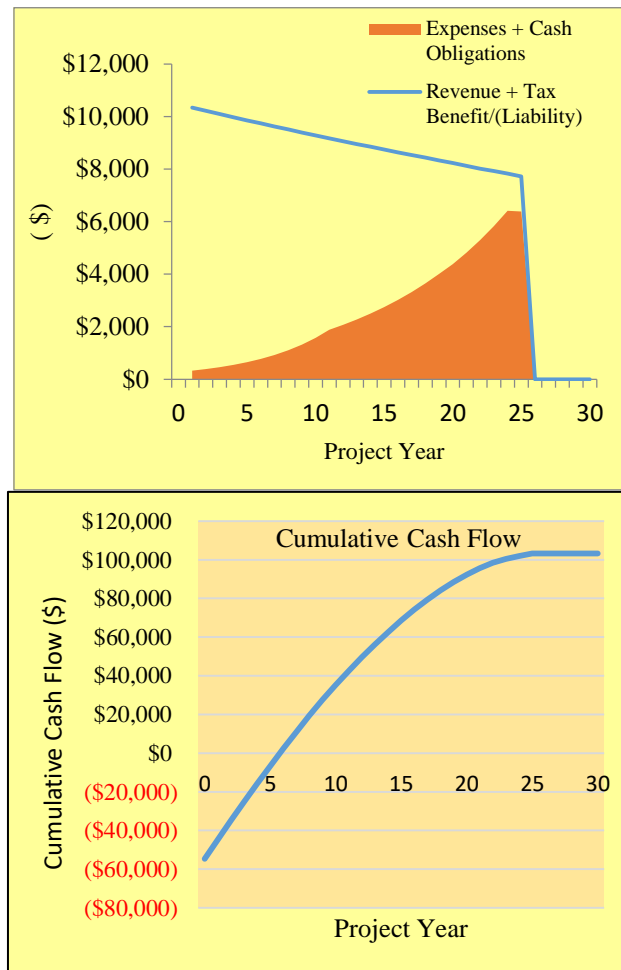 Expenses + Cash
Obligations
Revenue + Tax
Benefit/(Liability)
$12,000
$10,000
$8,000
$6,000
$4,000
$2,000
$0
( $)
0 5 10 15 20 25 30
Project Year
Cumulative Cash Flow
$120,000
$100,000
$80,000
$60,000
$40,000
$20,000
$0
($20,000)
($40,000)
($60,000)
($80,000)
Cumulative Cash Flow ($)
0 5 10 15 20 25 30
Project Year